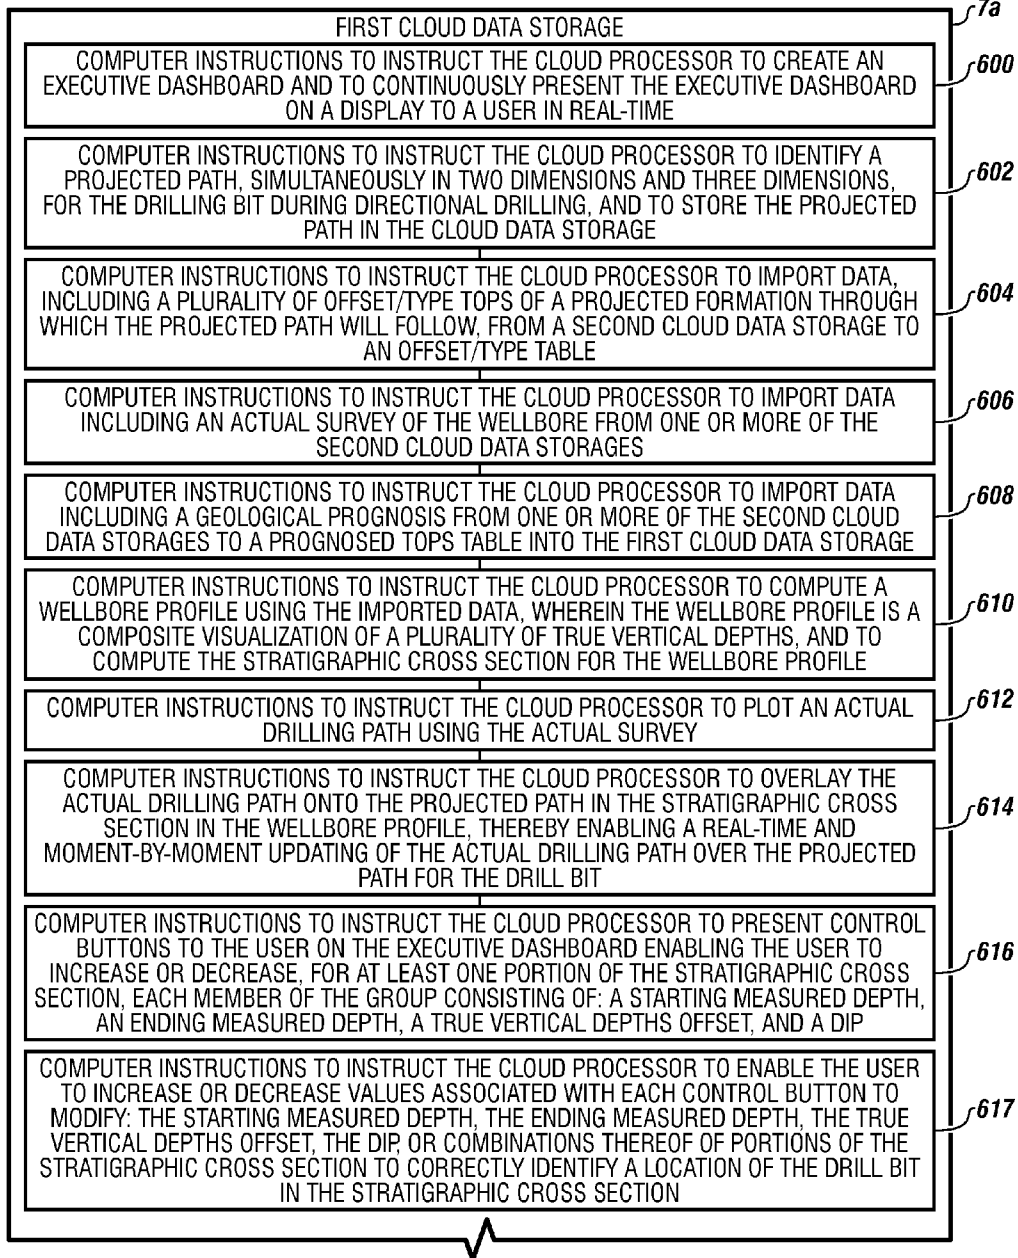 7a
FIRST CLOUD DATA STORAGE
COMPUTER INSTRUCTIONS TO INSTRUCT THE CLOUD PROCESSOR TO CREATE AN
EXECUTIVE DASHBOARD AND TO CONTINUOUSLY PRESENT THE EXECUTIVE DASHBOARD
ON A DISPLAY TO A USER IN REAL-TIME
600
COMPUTER INSTRUCTIONS TO INSTRUCT THE CLOUD PROCESSOR TO IDENTIFY A
PROJECTED PATH, SIMULTANEOUSLY IN TWO DIMENSIONS AND THREE DIMENSIONS,
FOR THE DRILLING BIT DURING DIRECTIONAL DRILLING, AND TO STORE THE PROJECTED
PATH IN THE CLOUD DATA STORAGE
602
COMPUTER INSTRUCTIONS TO INSTRUCT THE CLOUD PROCESSOR TO IMPORT DATA,
INCLUDING A PLURALITY OF OFFSET/TYPE TOPS OF A PROJECTED FORMATION THROUGH
WHICH THE PROJECTED PATH WILL FOLLOW, FROM A SECOND CLOUD DATA STORAGE TO
AN OFFSET/TYPE TABLE
604
COMPUTER INSTRUCTIONS TO INSTRUCT THE CLOUD PROCESSOR TO IMPORT DATA
INCLUDING AN ACTUAL SURVEY OF THE WELLBORE FROM ONE OR MORE OF THE
SECOND CLOUD DATA STORAGES
606
COMPUTER INSTRUCTIONS TO INSTRUCT THE CLOUD PROCESSOR TO IMPORT DATA
INCLUDING A GEOLOGICAL PROGNOSIS FROM ONE OR MORE OF THE SECOND CLOUD
DATA STORAGES TO A PROGNOSED TOPS TABLE INTO THE FIRST CLOUD DATA STORAGE
608
COMPUTER INSTRUCTIONS TO INSTRUCT THE CLOUD PROCESSOR TO COMPUTE A
WELLBORE PROFILE USING THE IMPORTED DATA, WHEREIN THE WELLBORE PROFILE IS A
COMPOSITE VISUALIZATION OF A PLURALITY OF TRUE VERTICAL DEPTHS, AND TO
COMPUTE THE STRATIGRAPHIC CROSS SECTION FOR THE WELLBORE PROFILE
610
COMPUTER INSTRUCTIONS TO INSTRUCT THE CLOUD PROCESSOR TO PLOT AN ACTUAL
DRILLING PATH USING THE ACTUAL SURVEY
612
COMPUTER INSTRUCTIONS TO INSTRUCT THE CLOUD PROCESSOR TO OVERLAY THE
ACTUAL DRILLING PATH ONTO THE PROJECTED PATH IN THE STRATIGRAPHIC CROSS
SECTION IN THE WELLBORE PROFILE, THEREBY ENABLING A REAL-TIME AND
MOMENT-BY-MOMENT UPDATING OF THE ACTUAL DRILLING PATH OVER THE PROJECTED
PATH FOR THE DRILL BIT
614
COMPUTER INSTRUCTIONS TO INSTRUCT THE CLOUD PROCESSOR TO PRESENT CONTROL
BUTTONS TO THE USER ON THE EXECUTIVE DASHBOARD ENABLING THE USER TO
INCREASE OR DECREASE, FOR AT LEAST ONE PORTION OF THE STRATIGRAPHIC CROSS
SECTION, EACH MEMBER OF THE GROUP CONSISTING OF: A STARTING MEASURED DEPTH,
AN ENDING MEASURED DEPTH, A TRUE VERTICAL DEPTHS OFFSET, AND A DIP
616
COMPUTER INSTRUCTIONS TO INSTRUCT THE CLOUD PROCESSOR TO ENABLE THE USER
TO INCREASE OR DECREASE VALUES ASSOCIATED WITH EACH CONTROL BUTTON TO
MODIFY: THE STARTING MEASURED DEPTH, THE ENDING MEASURED DEPTH, THE TRUE
VERTICAL DEPTHS OFFSET, THE DIP, OR COMBINATIONS THEREOF OF PORTIONS OF THE
STRATIGRAPHIC CROSS SECTION TO CORRECTLY IDENTIFY A LOCATION OF THE DRILL BIT
IN THE STRATIGRAPHIC CROSS SECTION
617